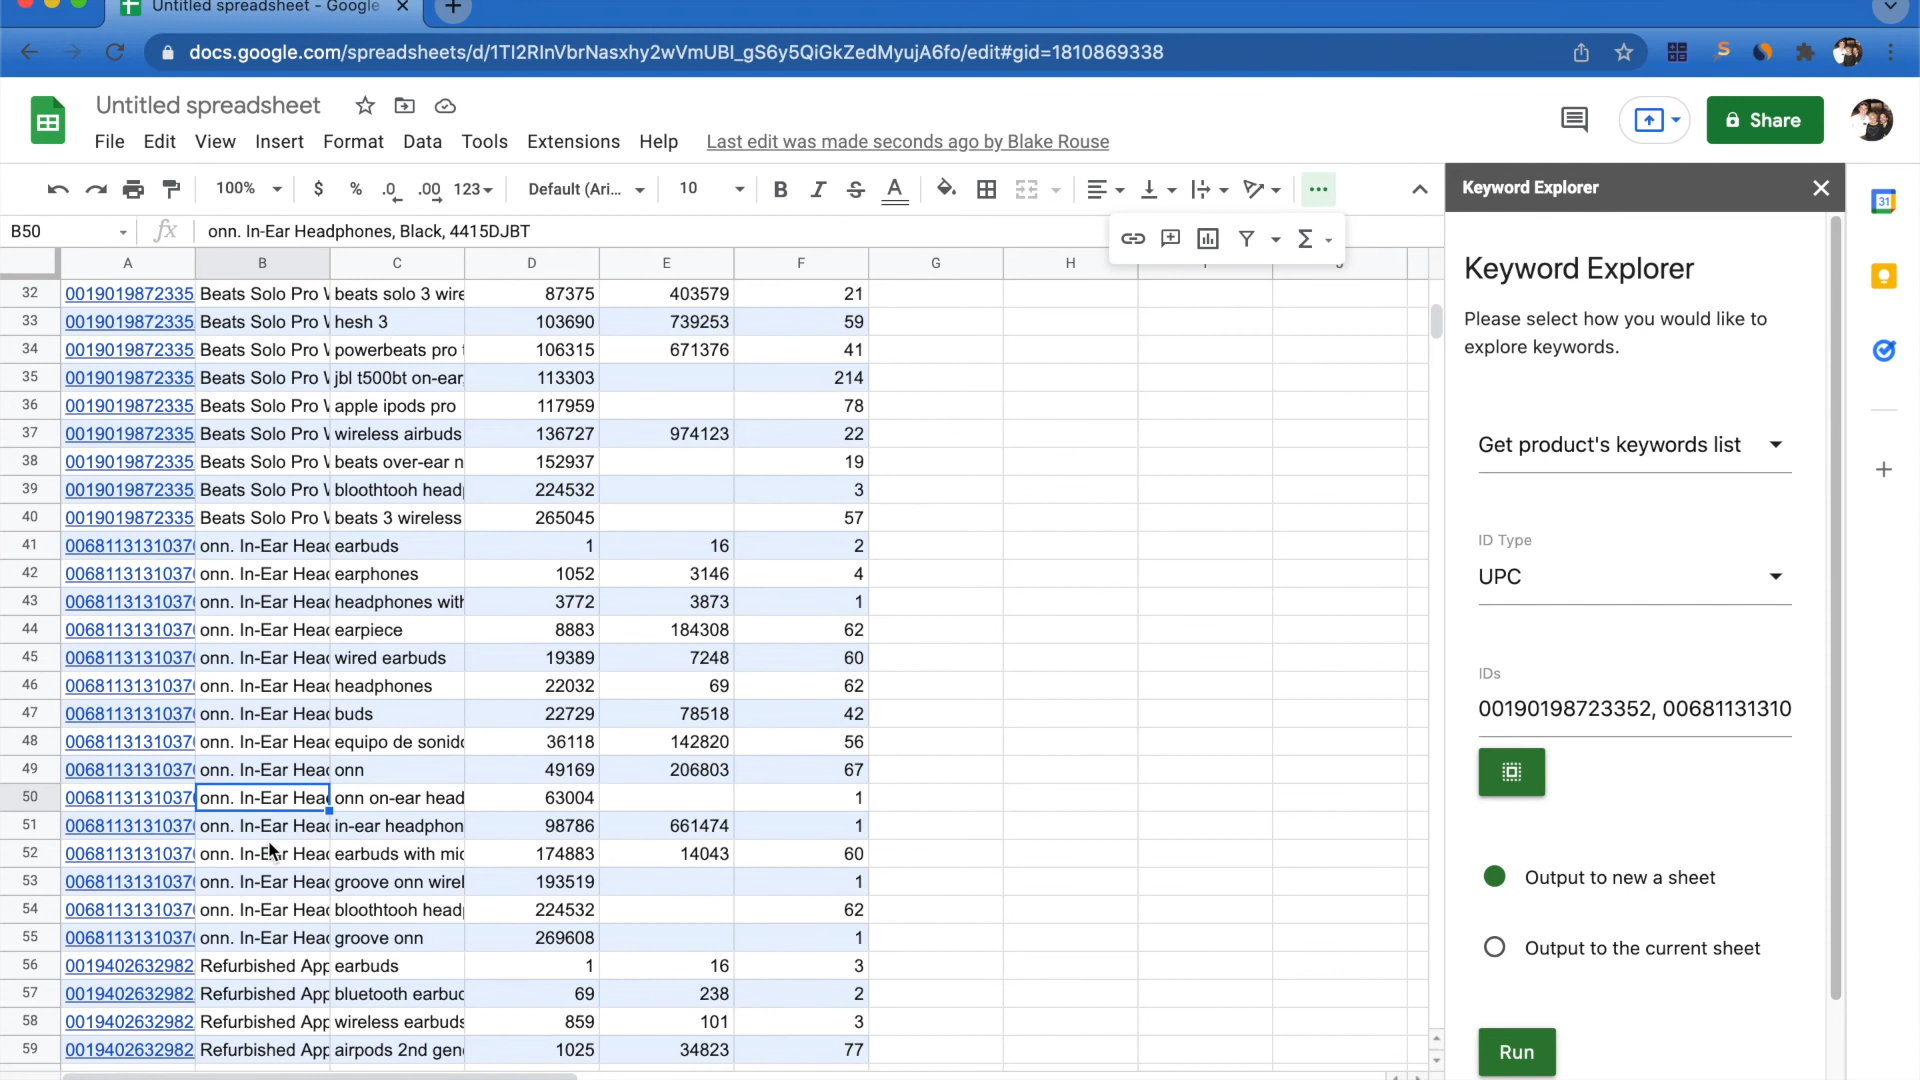 Untitled spreadsheet - Google
docs.google.com/spreadsheets/d/1TI2RInVbrNasxhy2wVmUBI_gS6y5QiGkZedMyujA6fo/edit#gid=1810869338
Untitled spreadsheet
File Edit View Insert Format Data Tools Extensions Help Last edit was made seconds ago by Blake Rouse
Share
100% $ % .0 .00 123 Default (Ari... 10 B I S A
Keyword Explorer
31
B50 fx onn. In-Ear Headphones, Black, 4415DJBT
A B C D E F G H
32 0019019872335 Beats Solo Pro beats solo 3 wire 87375 403579 21
33 0019019872335 Beats Solo Pro hesh 3 103690 739253 59
34 0019019872335 Beats Solo Pro powerbeats pro 106315 671376 41
35 0019019872335 Beats Solo Pro jbl t500bt on-ear, 113303 214
36 0019019872335 Beats Solo Pro apple ipods pro 117959 78
37 0019019872335 Beats Solo Pro wireless airbuds 136727 974123 22
38 0019019872335 Beats Solo Pro beats over-ear n 152937 19
39 0019019872335 Beats Solo Pro bloothtooh head 224532 3
40 0019019872335 Beats Solo Pro beats 3 wireless 265045 57
41 0068113131037 onn. In-Ear Hea earbuds 1 16 2
42 0068113131037 onn. In-Ear Hea earphones 1052 3146 4
43 0068113131037 onn. In-Ear Hea headphones with 3772 3873 1
44 0068113131037 onn. In-Ear Hea earpiece 8883 184308 62
45 0068113131037 onn. In-Ear Hea wired earbuds 19389 7248 60
46 0068113131037 onn. In-Ear Hea headphones 22032 69 62
47 0068113131037 onn. In-Ear Hea buds 22729 78518 42
48 0068113131037 onn. In-Ear Hea equipo de sonido 36118 142820 56
49 0068113131037 onn. In-Ear Hea onn 49169 206803 67
50 0068113131037 onn. In-Ear Hea onn on-ear head 63004 1
51 0068113131037 onn. In-Ear Hea in-ear headphon 98786 661474 1
52 0068113131037 onn. In-Ear Hea earbuds with mic 174883 14043 60
53 0068113131037 onn. In-Ear Hea groove onn wirel 193519 1
54 0068113131037 onn. In-Ear Hea bloothtooh head 224532 62
55 0068113131037 onn. In-Ear Hea groove onn 269608 1
56 0019402632982 Refurbished App earbuds 1 16 3
57 0019402632982 Refurbished App bluetooth earbud 69 238 2
58 0019402632982 Refurbished App wireless earbuds 859 101 3
59 0019402632982 Refurbished App airpods 2nd gen 1025 34823 77
Keyword Explorer
Please select how you would like to
explore keywords.
Get product's keywords list
ID Type
UPC
IDs
00190198723352, 00681131310
Output to new a sheet
Output to the current sheet
Run